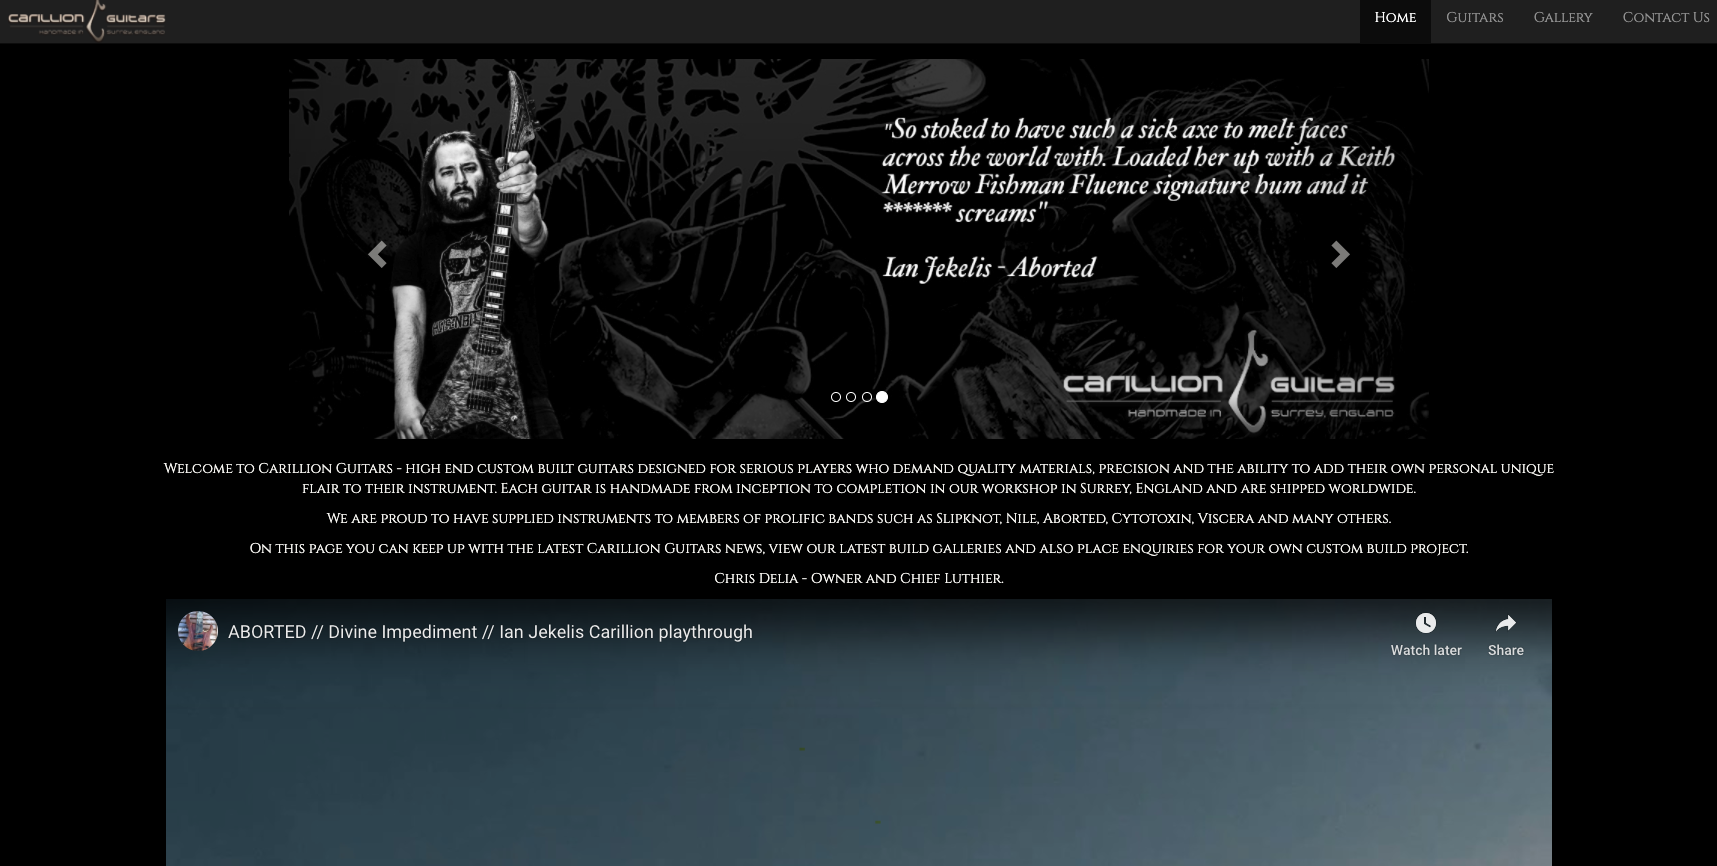 CARILLION GUITARS
HANDMADE IN SURREY, ENGLAND
Home Guitars Gallery Contact Us
"So stoked to have such a sick axe to melt faces
across the world with. Loaded her up with a Keith
Merrow Fishman Fluence signature hum and it
******* screams"
Ian Jekelis - Aborted
CARILLION GUITARS
HANDMADE IN SURREY, ENGLAND
Welcome to Carillion Guitars - high end custom built guitars designed for serious players who demand quality materials, precision and the ability to add their own personal unique
flair to their instrument. Each guitar is handmade from inception to completion in our workshop in Surrey, England and are shipped worldwide.
We are proud to have supplied instruments to members of prolific bands such as Slipknot, Nile, Aborted, Cytotoxin, Viscera and many others.
On this page you can keep up with the latest Carillion Guitars news, view our latest build galleries and also place enquiries for your own custom build project.
Chris Delia - Owner and Chief Luthier.
ABORTED // Divine Impediment // Ian Jekelis Carillion playthrough
Watch later Share